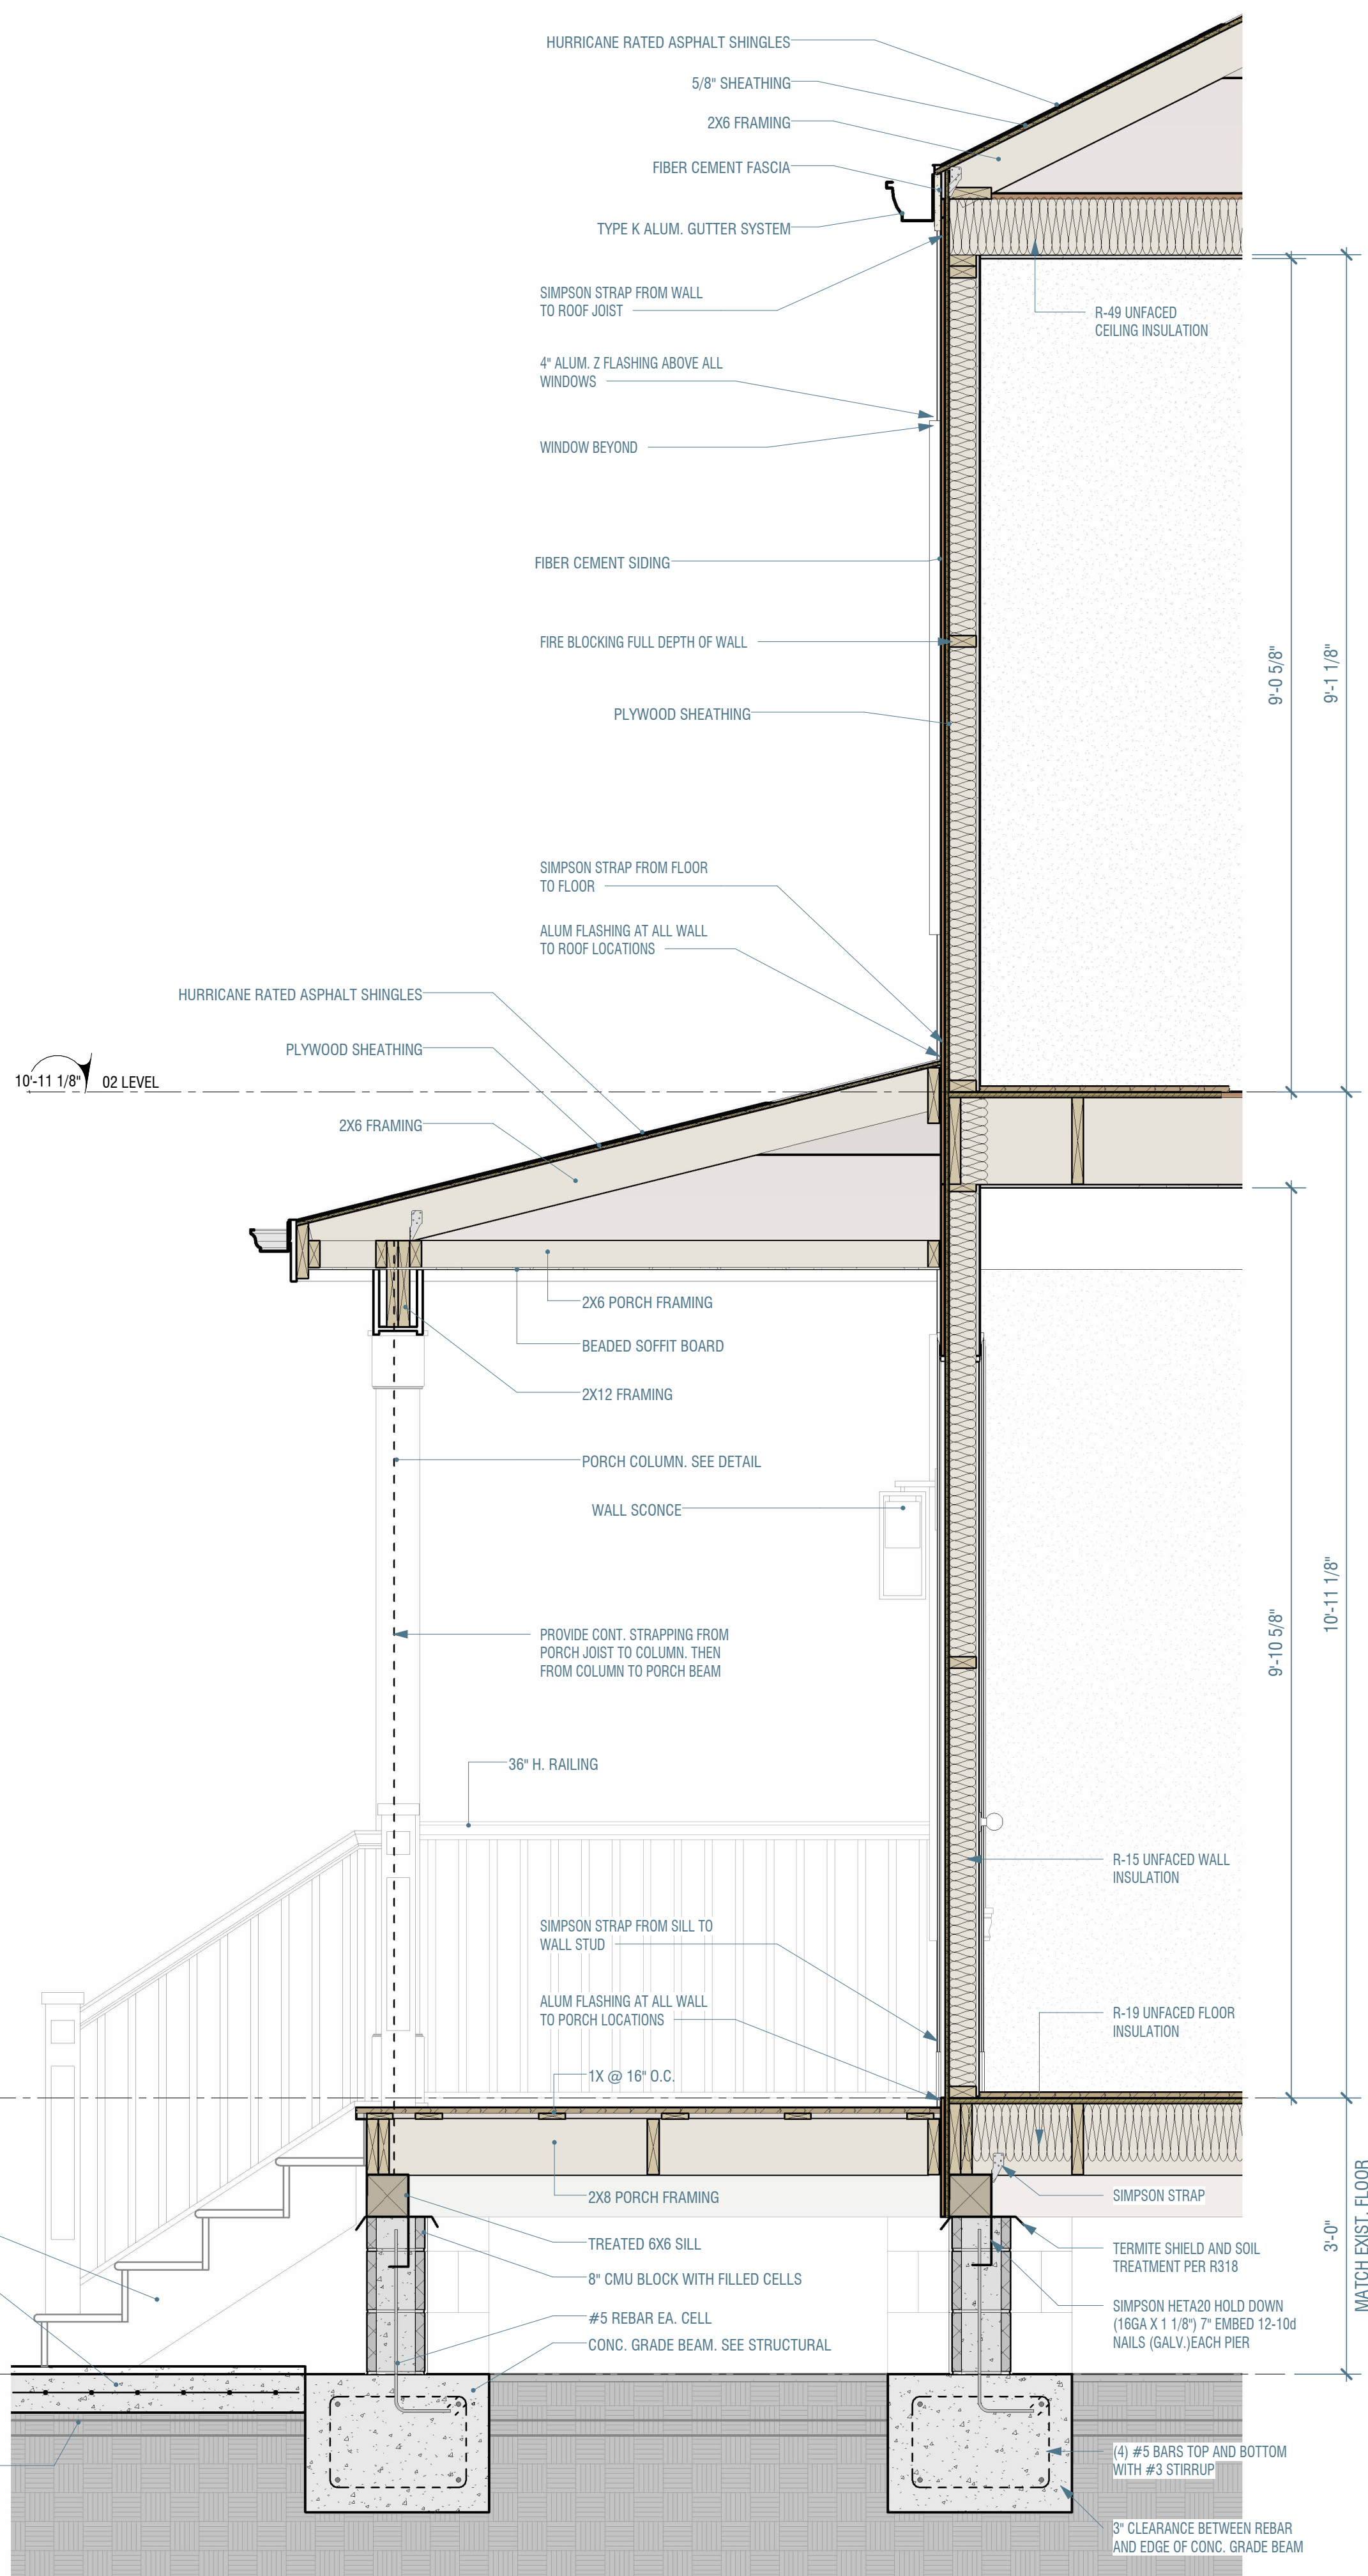 HURRICANE RATED ASPHALT SHINGLES
5/8" SHEATHING
2X6 FRAMING
FIBER CEMENT FASCIA
TYPE K ALUM. GUTTER SYSTEM
SIMPSON STRAP FROM WALL
TO ROOF JOIST
R-49 UNFACED
CEILING INSULATION
4" ALUM. Z FLASHING ABOVE ALL
WINDOWS
WINDOW BEYOND
FIBER CEMENT SIDING
FIRE BLOCKING FULL DEPTH OF WALL
9'-0 5/8"
9'-1 1/8"
PLYWOOD SHEATHING
SIMPSON STRAP FROM FLOOR
TO FLOOR
ALUM FLASHING AT ALL WALL
TO ROOF LOCATIONS
HURRICANE RATED ASPHALT SHINGLES
PLYWOOD SHEATHING
10'-11 1/8"
02 LEVEL
2X6 FRAMING
2X6 PORCH FRAMING
BEADED SOFFIT BOARD
2X12 FRAMING
PORCH COLUMN. SEE DETAIL
WALL SCONCE
PROVIDE CONT. STRAPPING FROM
PORCH JOIST TO COLUMN. THEN
FROM COLUMN TO PORCH BEAM
9'-10 5/8"
10'-11 1/8"
36" H. RAILING
R-15 UNFACED WALL
INSULATION
SIMPSON STRAP FROM SILL TO
WALL STUD
ALUM FLASHING AT ALL WALL
TO PORCH LOCATIONS
R-19 UNFACED FLOOR
INSULATION
1X @ 16" O.C.
2X8 PORCH FRAMING
SIMPSON STRAP
TREATED 6X6 SILL
TERMITE SHIELD AND SOIL
TREATMENT PER R318
8" CMU BLOCK WITH FILLED CELLS
SIMPSON HETA20 HOLD DOWN
(16GA X 1 1/8") 7" EMBED 12-10d
NAILS (GALV.)EACH PIER
#5 REBAR EA. CELL
CONC. GRADE BEAM. SEE STRUCTURAL
3'-0"
MATCH EXIST. FLOOR
(4) #5 BARS TOP AND BOTTOM
WITH #3 STIRRUP
3" CLEARANCE BETWEEN REBAR
AND EDGE OF CONC. GRADE BEAM